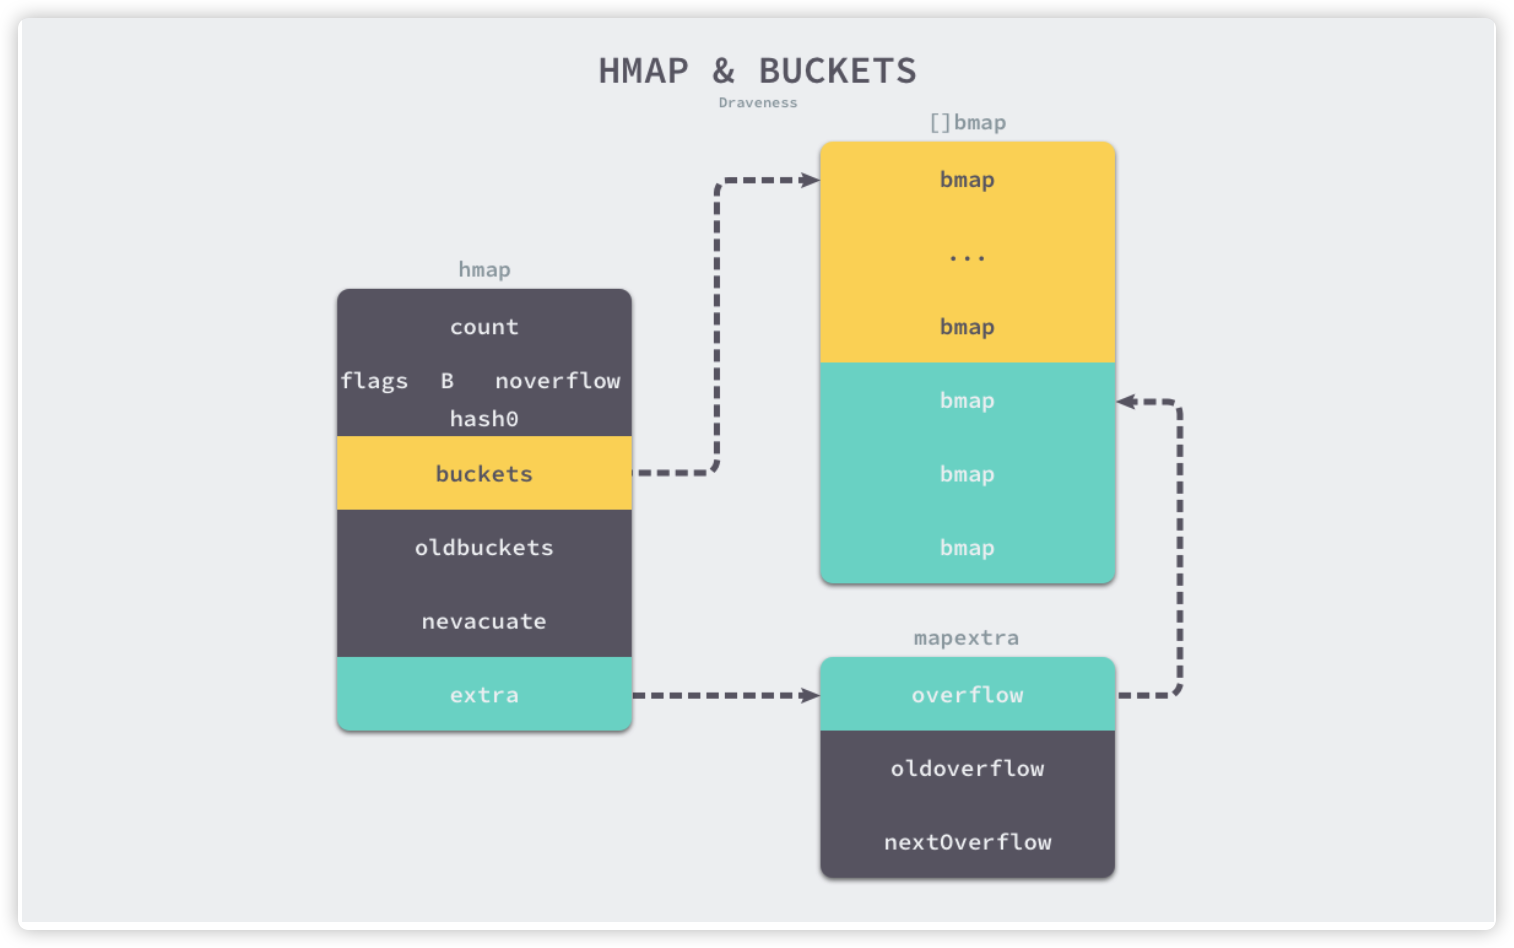 HMAP & BUCKETS
Draveness
[]bmap
bmap
...
bmap
bmap
bmap
bmap
hmap
count
flags B noverflow
hash0
buckets
oldbuckets
nevacuate
extra
mapextra
overflow
oldoverflow
nextOverflow